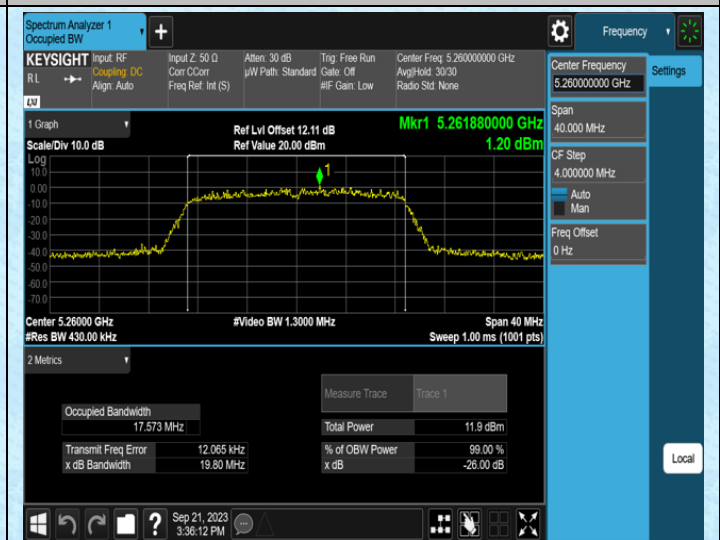 Spectrum Analyzer 1
Occupied BW
+
Frequency
KEYSIGHT
RL
LXI
Input: RF
Coupling: DC
Align: Auto
Input Z: 50 Ω
Corr CCorr
Freq Ref: Int (S)
Atten: 30 dB
µW Path: Standard
Trig: Free Run
Gate: Off
#IF Gain: Low
Center Freq: 5.260000000 GHz
Avg|Hold: 30/30
Radio Std: None
Center Frequency
5.260000000 GHz
Settings
Span
40.000 MHz
CF Step
4.000000 MHz
Auto
Man
Freq Offset
0 Hz
Local
1 Graph
Scale/Div 10.0 dB
Ref Lvl Offset 12.11 dB
Ref Value 20.00 dBm
Mkr1 5.261880000 GHz
1.20 dBm
Log
10.0
0.00
-10.0
-20.0
-30.0
-40.0
-50.0
-60.0
-70.0
1
Center 5.26000 GHz
#Res BW 430.00 kHz
#Video BW 1.3000 MHz
Span 40 MHz
Sweep 1.00 ms (1001 pts)
2 Metrics
Measure Trace
Trace 1
Occupied Bandwidth
17.573 MHz
Total Power
11.9 dBm
Transmit Freq Error
12.065 kHz
% of OBW Power
99.00 %
x dB Bandwidth
19.80 MHz
x dB
-26.00 dB
?
Sep 21, 2023
3:36:12 PM